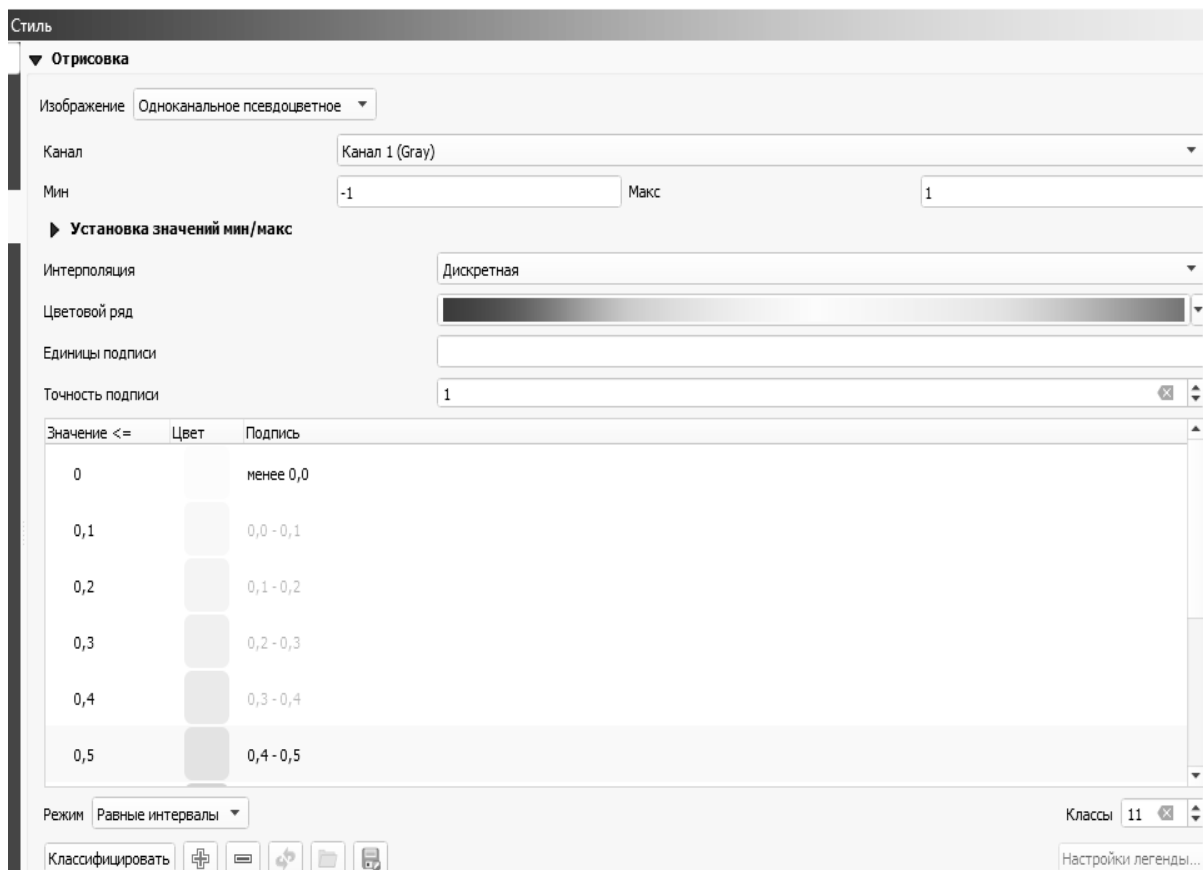 Стиль
Отрисовка
Изображение Одноканальное псевдоцветное
Канал Канал 1 (Gray)
Мин -1 Макс 1
Установка значений мин/макс
Интерполяция Дискретная
Цветовой ряд
Единицы подписи
Точность подписи 1
Значение <= Цвет Подпись
0 менее 0,0
0,1 0,0 - 0,1
0,2 0,1 - 0,2
0,3 0,2 - 0,3
0,4 0,3 - 0,4
0,5 0,4 - 0,5
Режим Равные интервалы Классы 11
Классифицировать Настройки легенды...